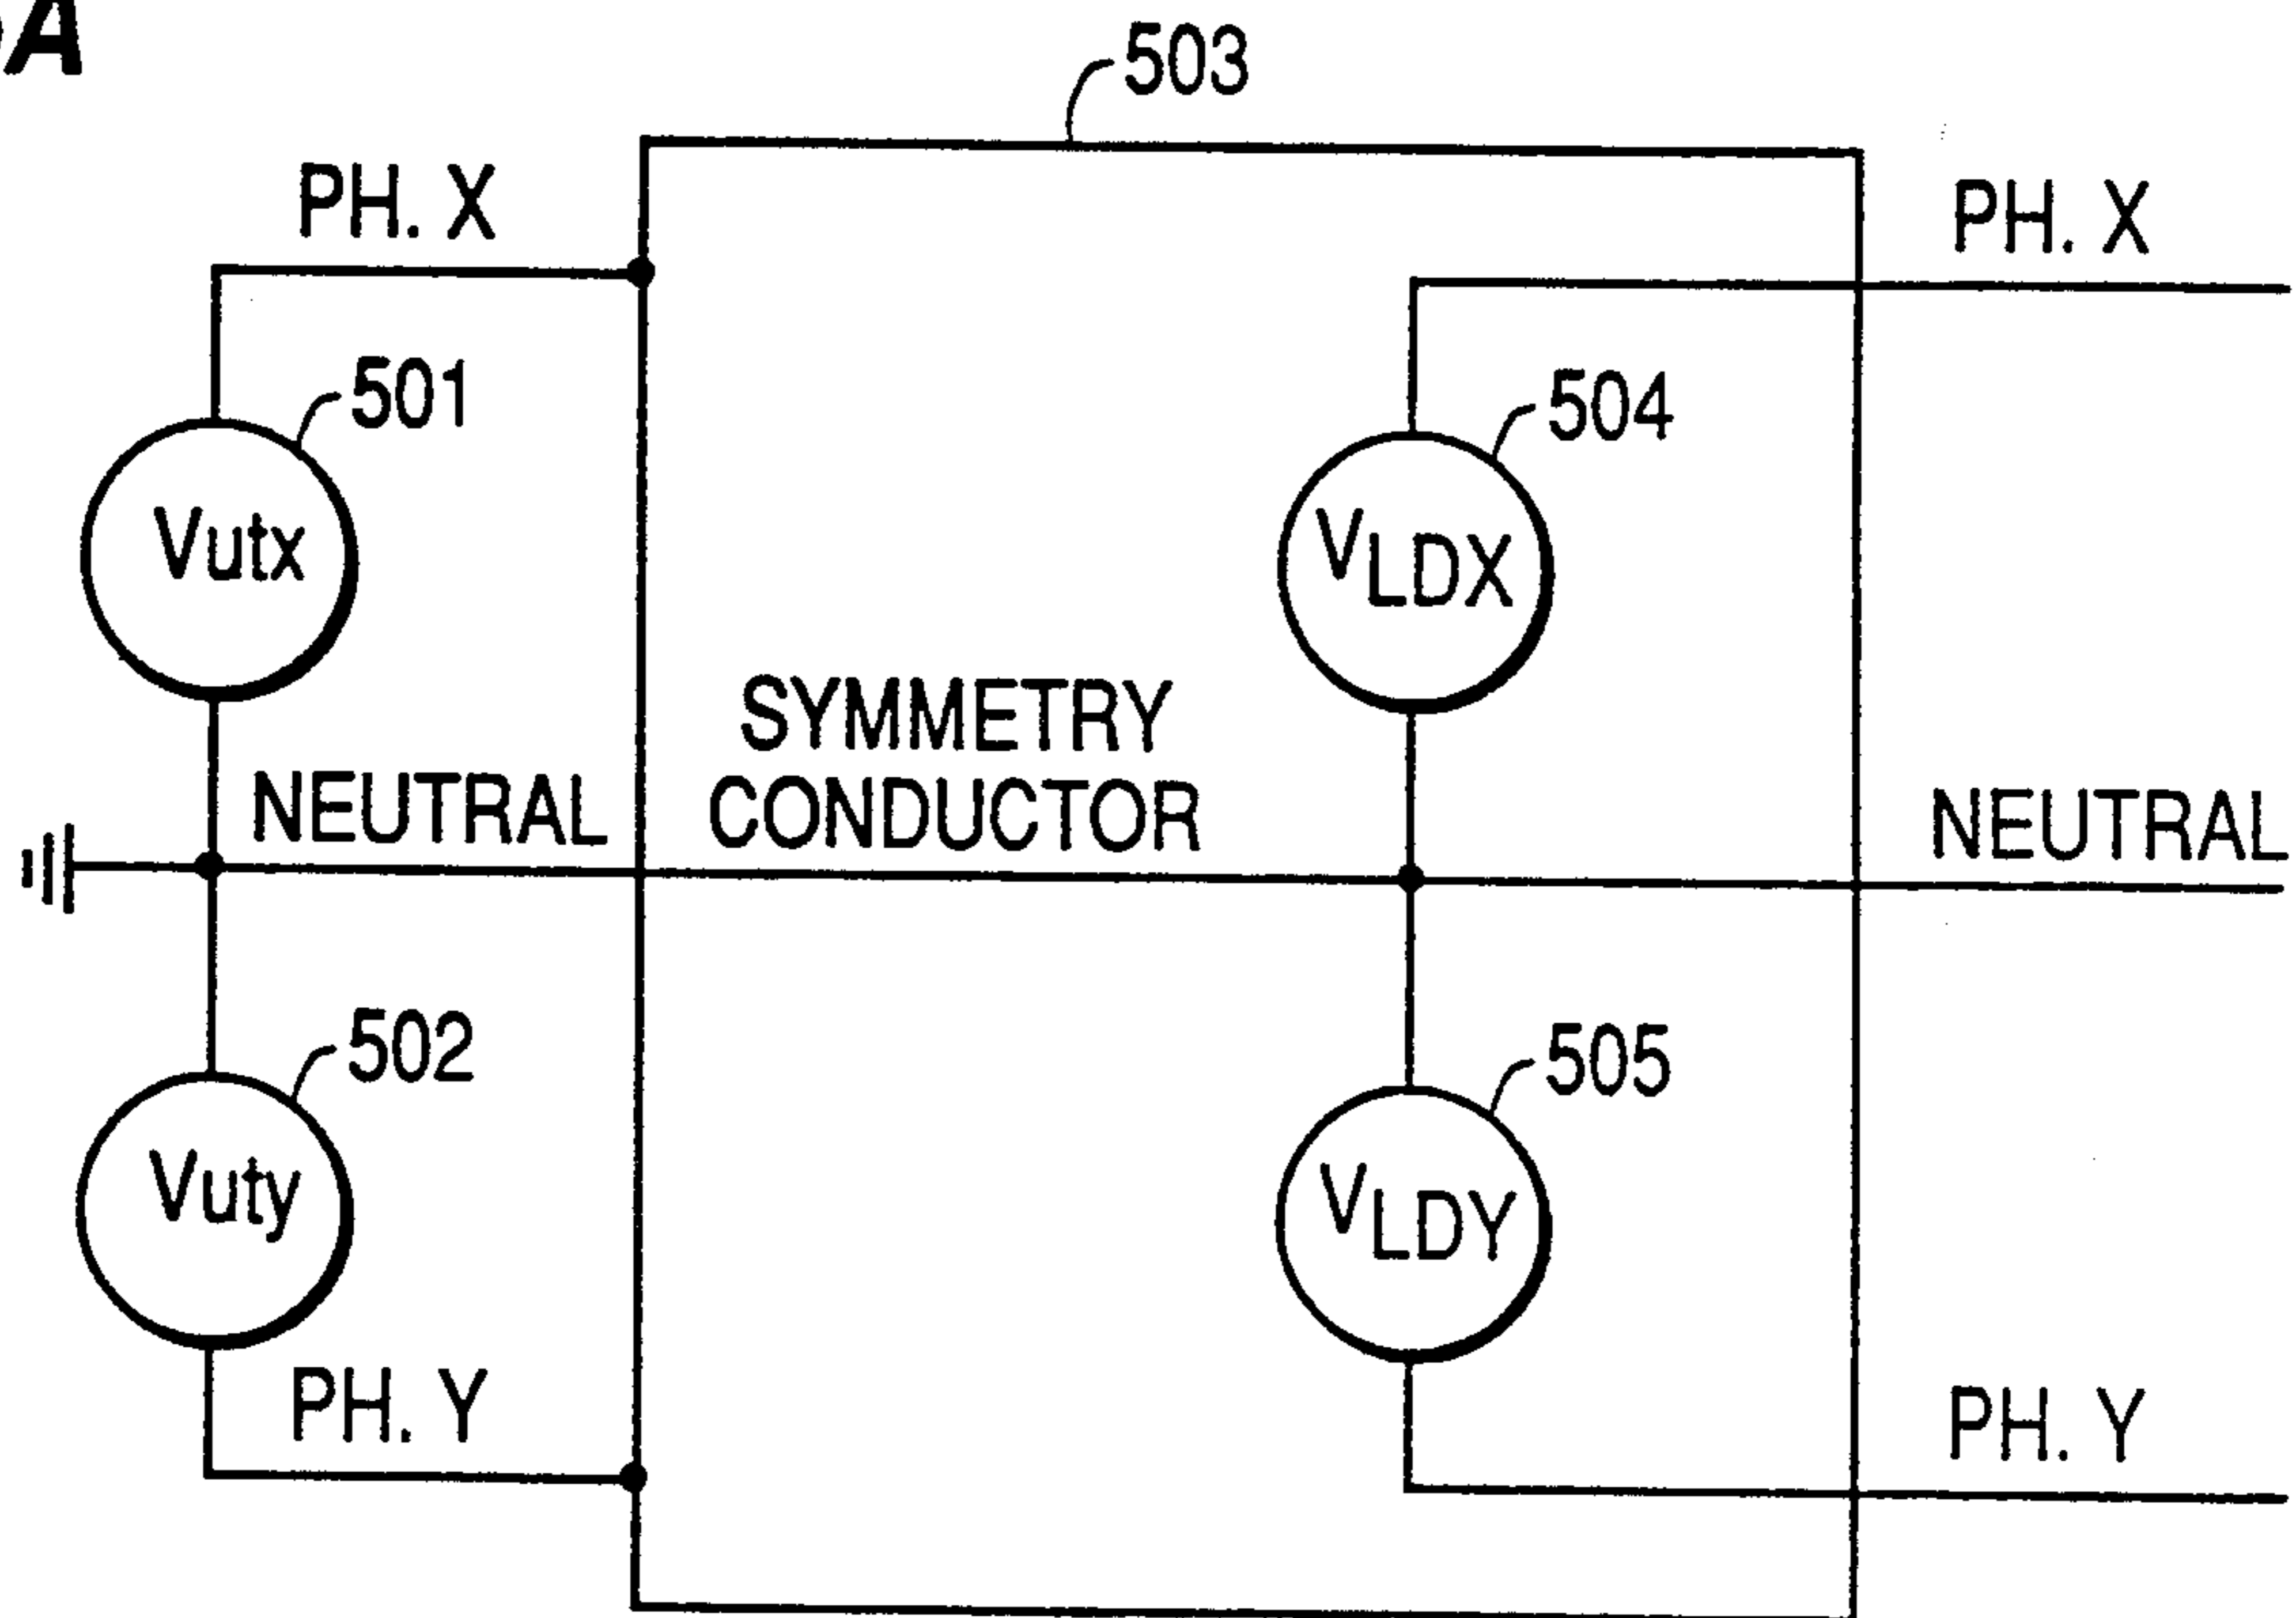 A
503
PH. X
PH. X
501
504
Vutx
VLDX
SYMMETRY
CONDUCTOR
NEUTRAL
NEUTRAL
502
505
Vuty
VLDY
PH. Y
PH. Y